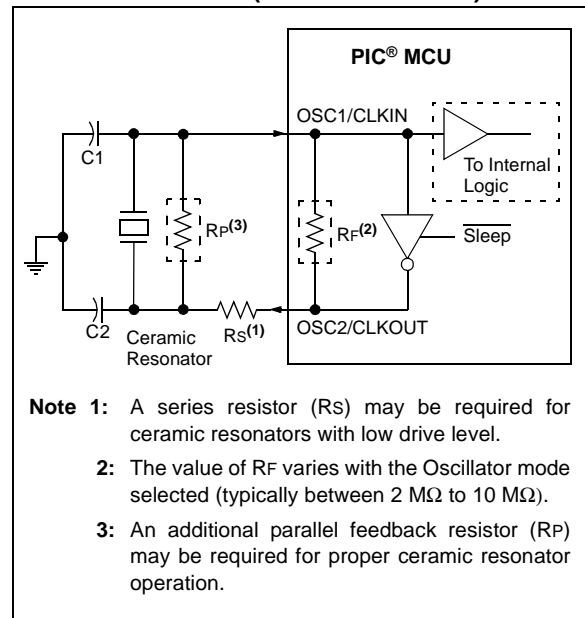 PIC® MCU
OSC1/CLKIN
C1
To Internal
Logic
RP(3)
RF(2)
Sleep
C2
Ceramic
Resonator
RS(1)
OSC2/CLKOUT
Note 1: A series resistor (RS) may be required for
ceramic resonators with low drive level.
2: The value of RF varies with the Oscillator mode
selected (typically between 2 MΩ to 10 MΩ).
3: An additional parallel feedback resistor (RP)
may be required for proper ceramic resonator
operation.